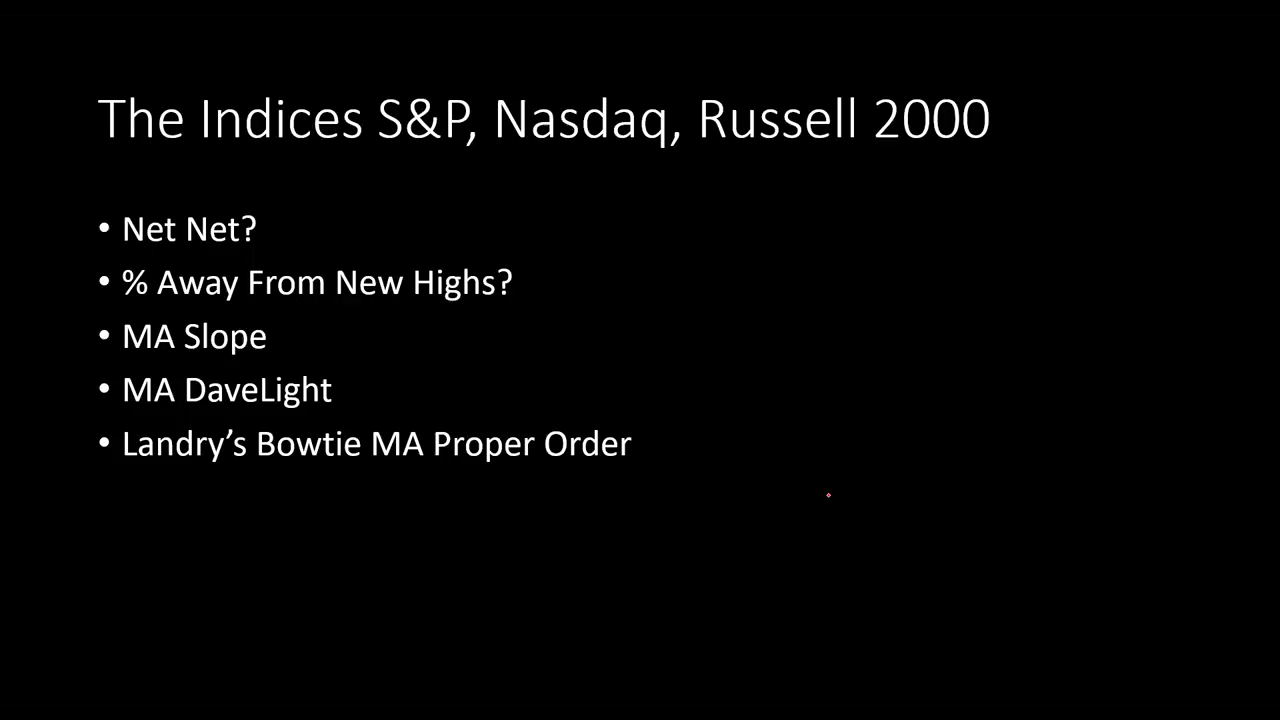 The Indices S&P, Nasdaq, Russell 2000
• Net Net?
• % Away From New Highs?
• MA Slope
• MA DaveLight
• Landry’s Bowtie MA Proper Order